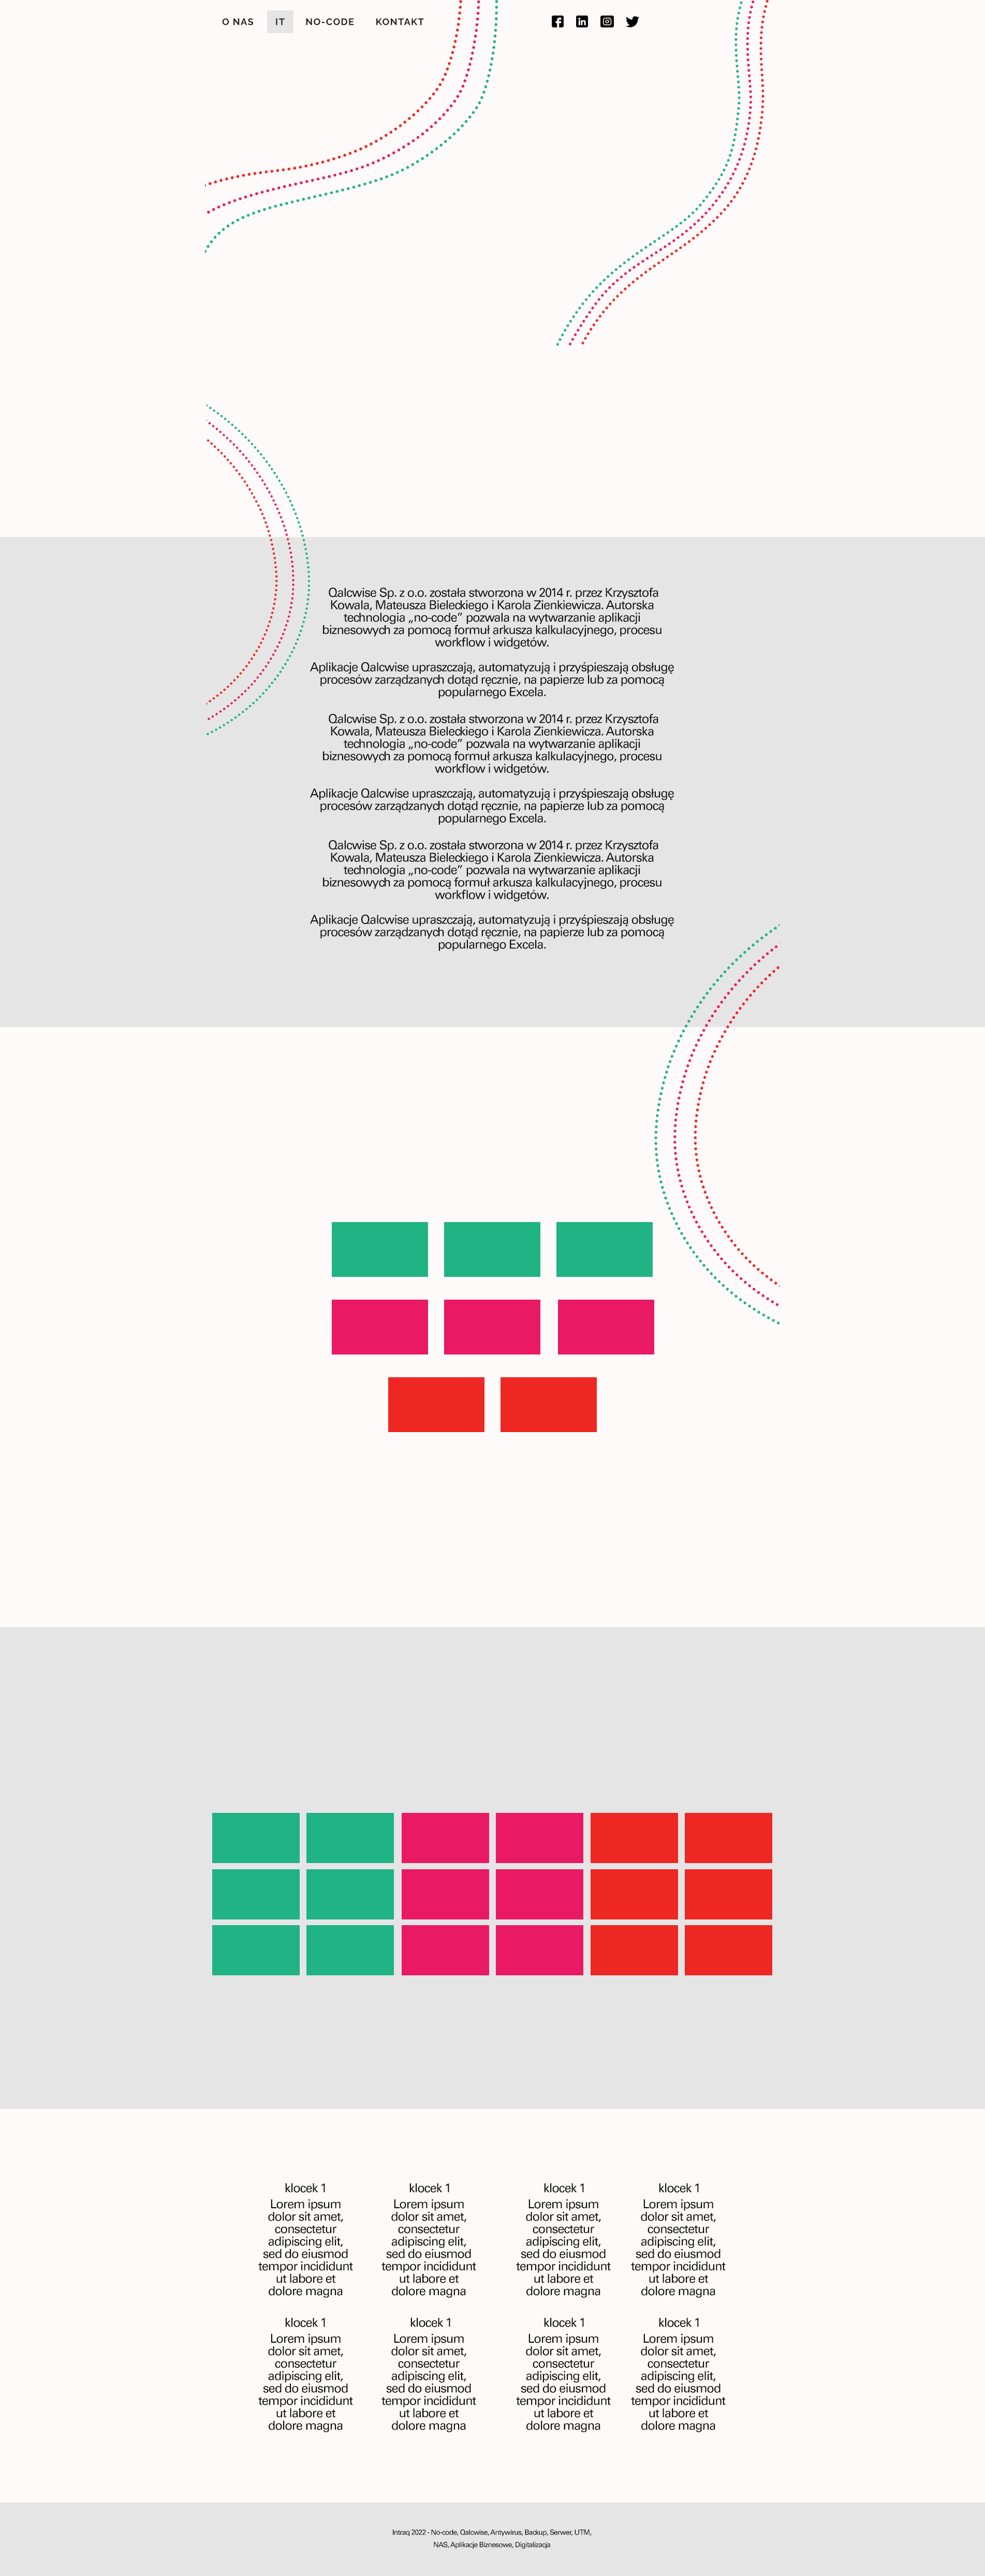 O NAS IT NO-CODE KONTAKT
Qalcwise Sp. z o.o. została stworzona w 2014 r. przez Krzysztofa
Kowala, Mateusza Bieleckiego i Karola Zienkiewicza. Autorska
technologia „no-code” pozwala na wytwarzanie aplikacji
biznesowych za pomocą formuł arkusza kalkulacyjnego, procesu
workflow i widgetów.
Aplikacje Qalcwise upraszczają, automatyzują i przyśpieszają obsługę
procesów zarządzanych dotąd ręcznie, na papierze lub za pomocą
popularnego Excela.
Qalcwise Sp. z o.o. została stworzona w 2014 r. przez Krzysztofa
Kowala, Mateusza Bieleckiego i Karola Zienkiewicza. Autorska
technologia „no-code” pozwala na wytwarzanie aplikacji
biznesowych za pomocą formuł arkusza kalkulacyjnego, procesu
workflow i widgetów.
Aplikacje Qalcwise upraszczają, automatyzują i przyśpieszają obsługę
procesów zarządzanych dotąd ręcznie, na papierze lub za pomocą
popularnego Excela.
Qalcwise Sp. z o.o. została stworzona w 2014 r. przez Krzysztofa
Kowala, Mateusza Bieleckiego i Karola Zienkiewicza. Autorska
technologia „no-code” pozwala na wytwarzanie aplikacji
biznesowych za pomocą formuł arkusza kalkulacyjnego, procesu
workflow i widgetów.
Aplikacje Qalcwise upraszczają, automatyzują i przyśpieszają obsługę
procesów zarządzanych dotąd ręcznie, na papierze lub za pomocą
popularnego Excela.
klocek 1
Lorem ipsum
dolor sit amet,
consectetur
adipiscing elit,
sed do eiusmod
tempor incididunt
ut labore et
dolore magna
klocek 1
Lorem ipsum
dolor sit amet,
consectetur
adipiscing elit,
sed do eiusmod
tempor incididunt
ut labore et
dolore magna
klocek 1
Lorem ipsum
dolor sit amet,
consectetur
adipiscing elit,
sed do eiusmod
tempor incididunt
ut labore et
dolore magna
klocek 1
Lorem ipsum
dolor sit amet,
consectetur
adipiscing elit,
sed do eiusmod
tempor incididunt
ut labore et
dolore magna
klocek 1
Lorem ipsum
dolor sit amet,
consectetur
adipiscing elit,
sed do eiusmod
tempor incididunt
ut labore et
dolore magna
klocek 1
Lorem ipsum
dolor sit amet,
consectetur
adipiscing elit,
sed do eiusmod
tempor incididunt
ut labore et
dolore magna
klocek 1
Lorem ipsum
dolor sit amet,
consectetur
adipiscing elit,
sed do eiusmod
tempor incididunt
ut labore et
dolore magna
klocek 1
Lorem ipsum
dolor sit amet,
consectetur
adipiscing elit,
sed do eiusmod
tempor incididunt
ut labore et
dolore magna
Intraq 2022 - No-code, Qalcwise, Antywirus, Backup, Serwer, UTM,
NAS, Aplikacje Biznesowe, Digitalizacja